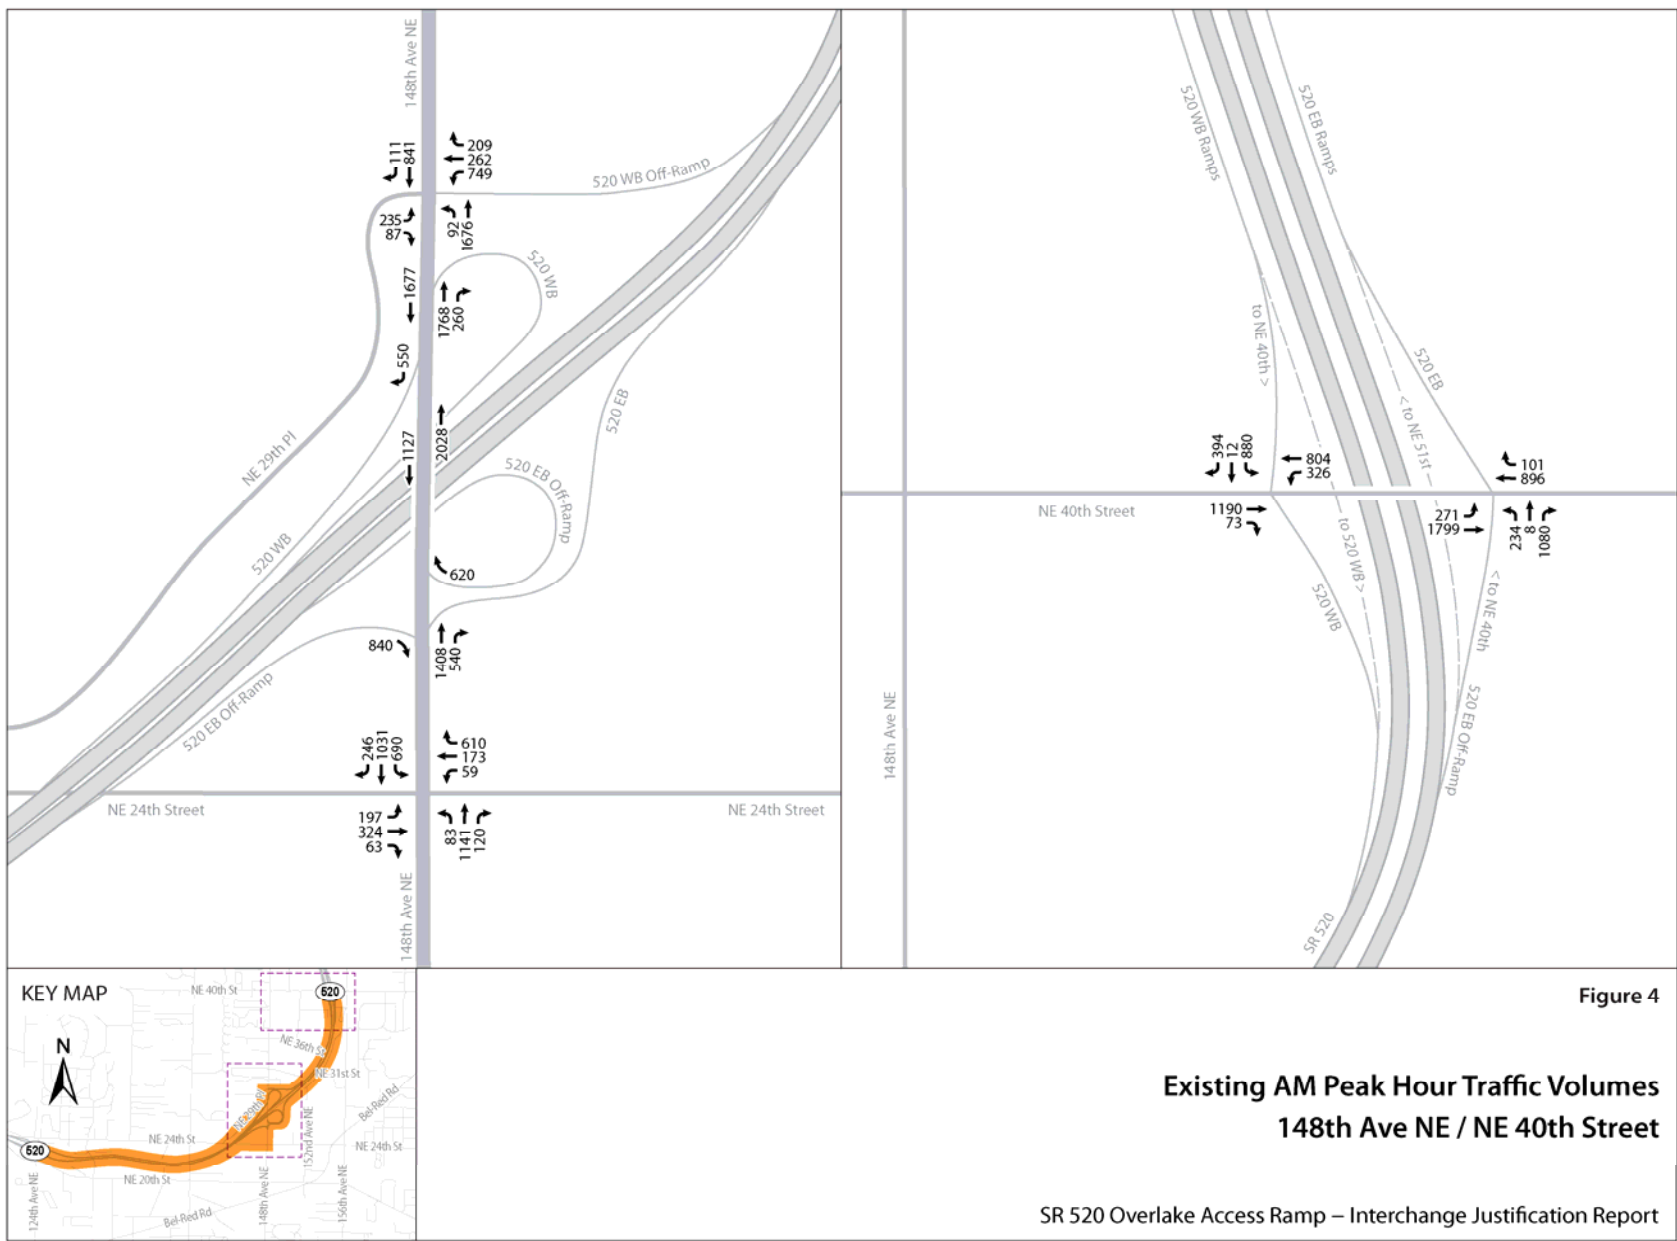 148th Ave NE
111
841
209
262
749
520 WB Off-Ramp
235
87
92
1676
520 WB
1677
1768
260
550
NE 29th Pl
1127
2028
520 EB
520 EB Off-Ramp
520 WB
620
840
1408
540
520 EB Off-Ramp
246
1031
690
610
173
59
NE 24th Street
NE 24th Street
197
324
63
83
1141
120
148th Ave NE
520 WB Ramps
520 EB Ramps
to NE 40th >
520 EB
< to NE 51st
394
12
880
804
326
101
896
NE 40th Street
1190
73
271
1799
234
8
1080
to 520 WB >
520 WB
< to NE 40th
148th Ave NE
520 EB Off-Ramp
SR 520
KEY MAP
N
NE 40th St
520
NE 36th St
NE 31st St
NE 29th Pl
Bel-Red Rd
152nd Ave NE
NE 24th St
NE 24th St
520
NE 20th St
124th Ave NE
Bel-Red Rd
148th Ave NE
156th Ave NE
Figure 4
Existing AM Peak Hour Traffic Volumes
148th Ave NE / NE 40th Street
SR 520 Overlake Access Ramp – Interchange Justification Report